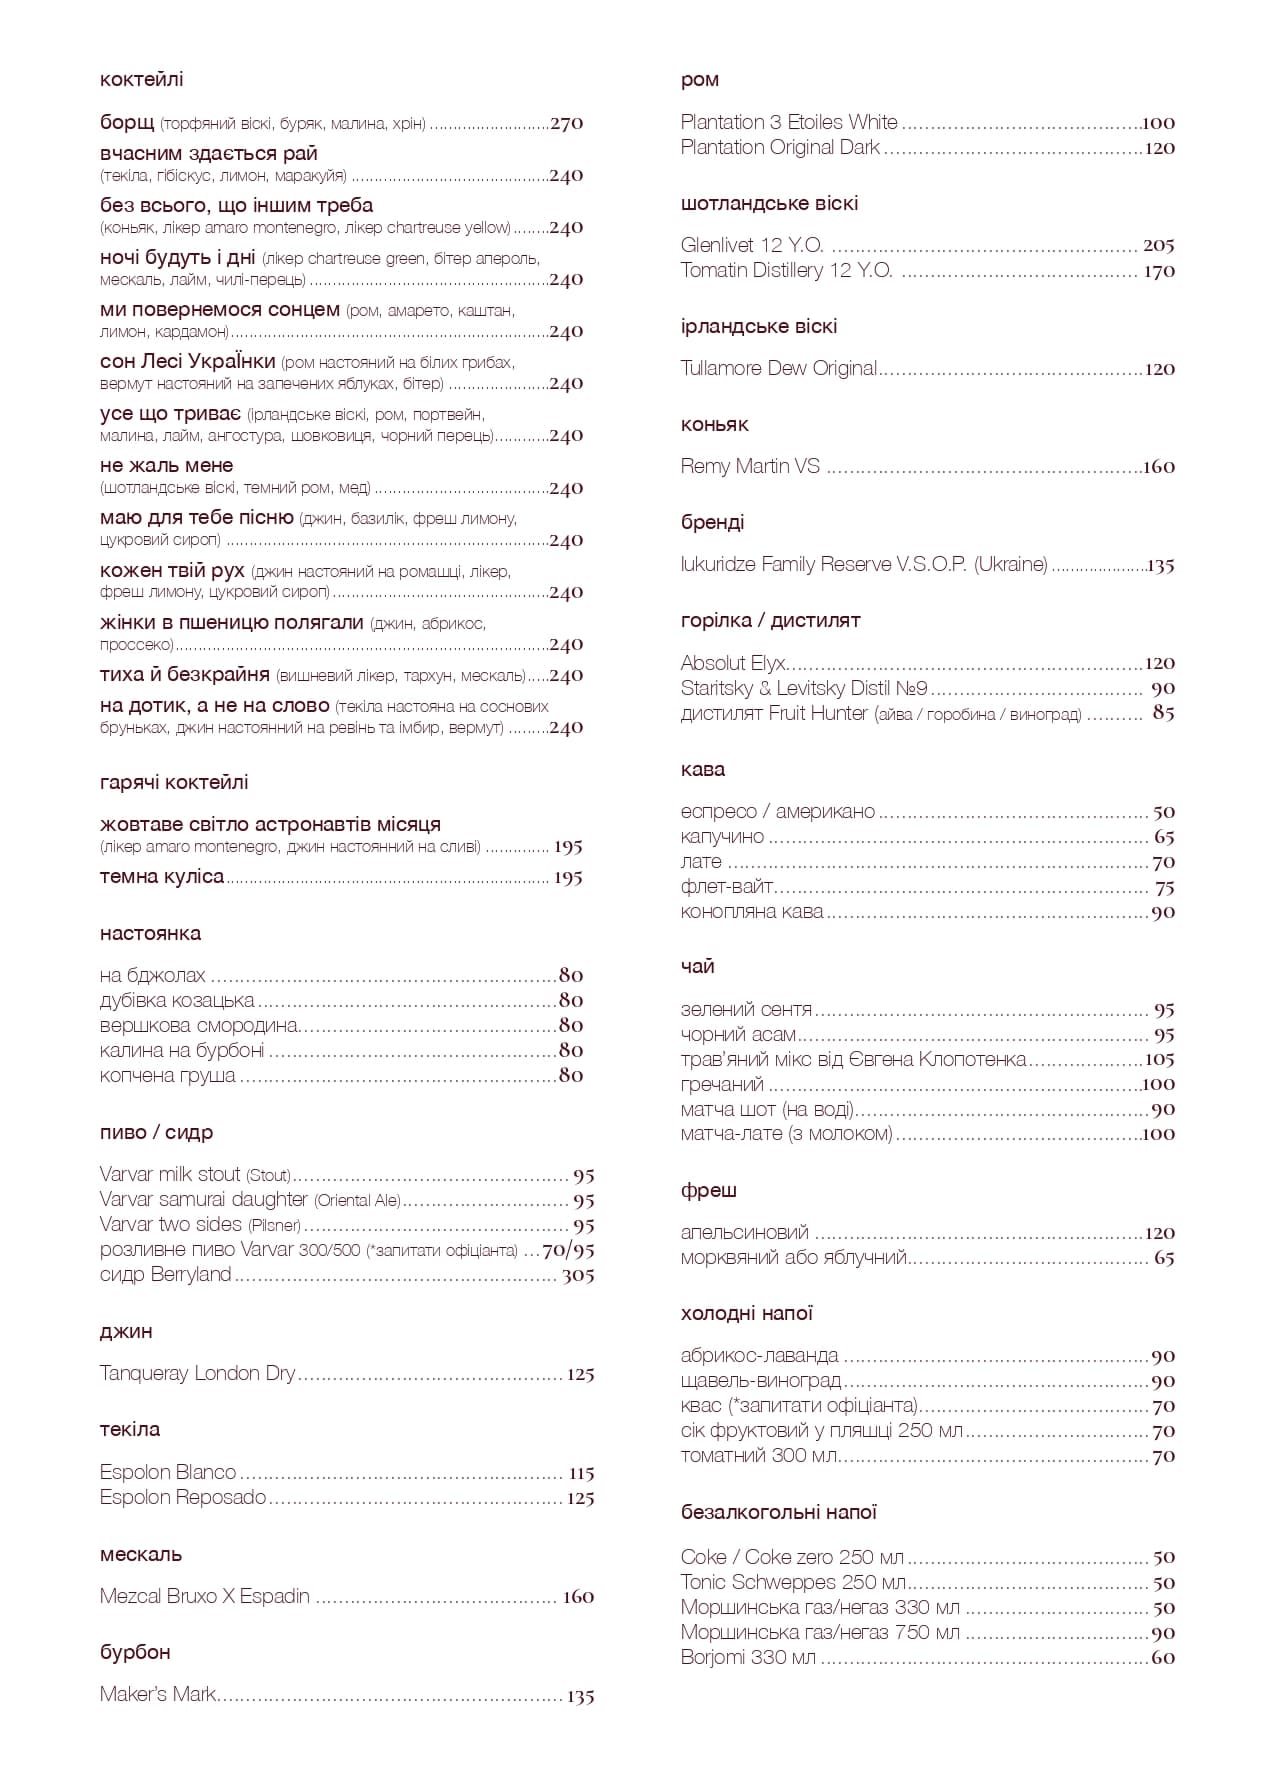 коктейлі
борщ (торфяний віскі, буряк, малина, хрін) ..........................270
вчасним здається рай
(текіла, гібіскус, лимон, маракуйя) ...........................................240
без всього, що іншим треба
(коньяк, лікер amaro montenegro, лікер chartreuse yellow) ........240
ночі будуть і дні (лікер chartreuse green, бітер апероль,
мескаль, лайм, чилі-перець) ....................................................240
ми повернемося сонцем (ром, амарето, каштан,
лимон, кардамон).....................................................................240
сон Лесі УкраЇнки (ром настояний на білих грибах,
вермут настояний на запечених яблуках, бітер) ......................240
усе що триває (ірландське віскі, ром, портвейн,
малина, лайм, ангостура, шовковиця, чорний перець)............240
не жаль мене
(шотландське віскі, темний ром, мед) ......................................240
маю для тебе пісню (джин, базилік, фреш лимону,
цукровий сироп) ......................................................................240
кожен твій рух (джин настояний на ромашці, лікер,
фреш лимону, цукровий сироп) ...............................................240
жінки в пшеницю полягали (джин, абрикос,
проссеко).................................................................................240
тиха й безкрайня (вишневий лікер, тархун, мескаль).....240
на дотик, а не на слово (текіла настояна на соснових
бруньках, джин настоянний на ревінь та імбир, вермут) .........240
гарячі коктейлі
жовтаве світло астронавтів місяця
(лікер amaro montenegro, джин настоянний на сливі) .............. 195
темна куліса...................................................................... 195
настоянка
на бджолах ............................................................80
дубівка козацька....................................................80
вершкова смородина.............................................80
калина на бурбоні ..................................................80
копчена груша .......................................................80
пиво / сидр
Varvar milk stout (Stout)................................................ 95
Varvar samurai daughter (Oriental Ale)............................. 95
Varvar two sides (Pilsner).............................................. 95
розливне пиво Varvar 300/500 (*запитати офіціанта) ...70/95
сидр Berryland........................................................ 305
джин
Tanqueray London Dry.............................................. 125
текіла
Espolon Blanco ........................................................ 115
Espolon Reposado................................................... 125
мескаль
Mezcal Bruxo X Espadin .......................................... 160
бурбон
Maker's Mark............................................................ 135
ром
Plantation 3 Etoiles White ..........................................100
Plantation Original Dark .............................................120
шотландське віскі
Glenlivet 12 Y.O. ..................................................... 205
Tomatin Distillery 12 Y.O. ......................................... 170
ірландське віскі
Tullamore Dew Original..............................................120
коньяк
Remy Martin VS .......................................................160
бренді
Iukuridze Family Reserve V.S.O.P. (Ukraine) ....................135
горілка / дистилят
Absolut Elyx..............................................................120
Staritsky & Levitsky Distil №9..................................... 90
дистилят Fruit Hunter (айва / горобина / виноград) .......... 85
кава
еспресо / американо ............................................... 50
капучино .................................................................. 65
лате ......................................................................... 70
флет-вайт................................................................. 75
конопляна кава ........................................................ 90
чай
зелений сентя.......................................................... 95
чорний асам............................................................. 95
трав'яний мікс від Євгена Клопотенка....................105
гречаний .................................................................100
матча шот (на воді)................................................... 90
матча-лате (з молоком) ...........................................100
фреш
апельсиновий .........................................................120
морквяний або яблучний.......................................... 65
холодні напої
абрикос-лаванда ..................................................... 90
щавель-виноград..................................................... 90
квас (*запитати офіціанта)........................................ 70
сік фруктовий у пляшці 250 мл................................ 70
томатний 300 мл...................................................... 70
безалкогольні напої
Coke / Coke zero 250 мл.......................................... 50
Tonic Schweppes 250 мл.......................................... 50
Моршинська газ/негаз 330 мл ................................ 50
Моршинська газ/негаз 750 мл ................................ 90
Borjomi 330 мл ......................................................... 60